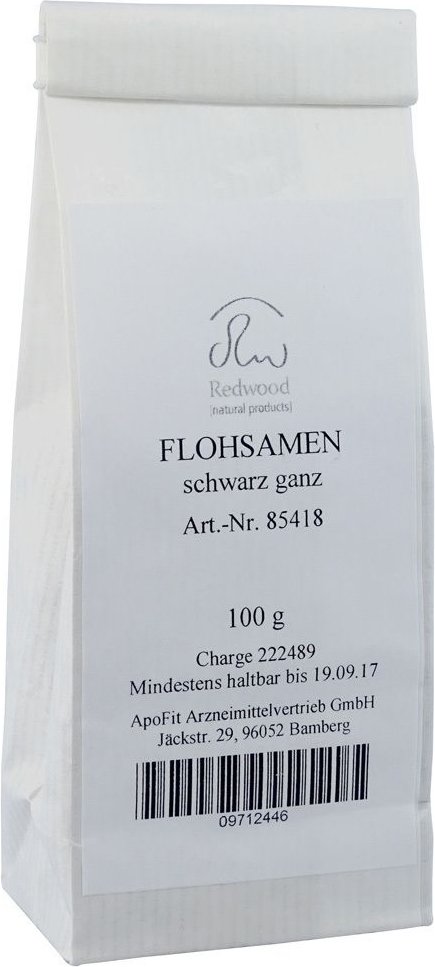 Redwood
[natural products]
FLOHSAMEN
schwarz ganz
Art.-Nr. 85418
100 g
Charge 222489
Mindestens haltbar bis 19.09.17
ApoFit Arzneimittelvertrieb GmbH
Jäckstr. 29, 96052 Bamberg
09712446